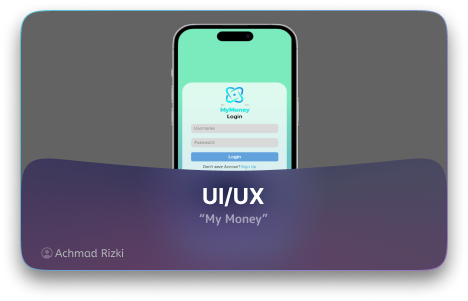 MyMoney
Login
Username
Password
Login
Don't have Account? Sign Up
UI/UX
“My Money”
Achmad Rizki